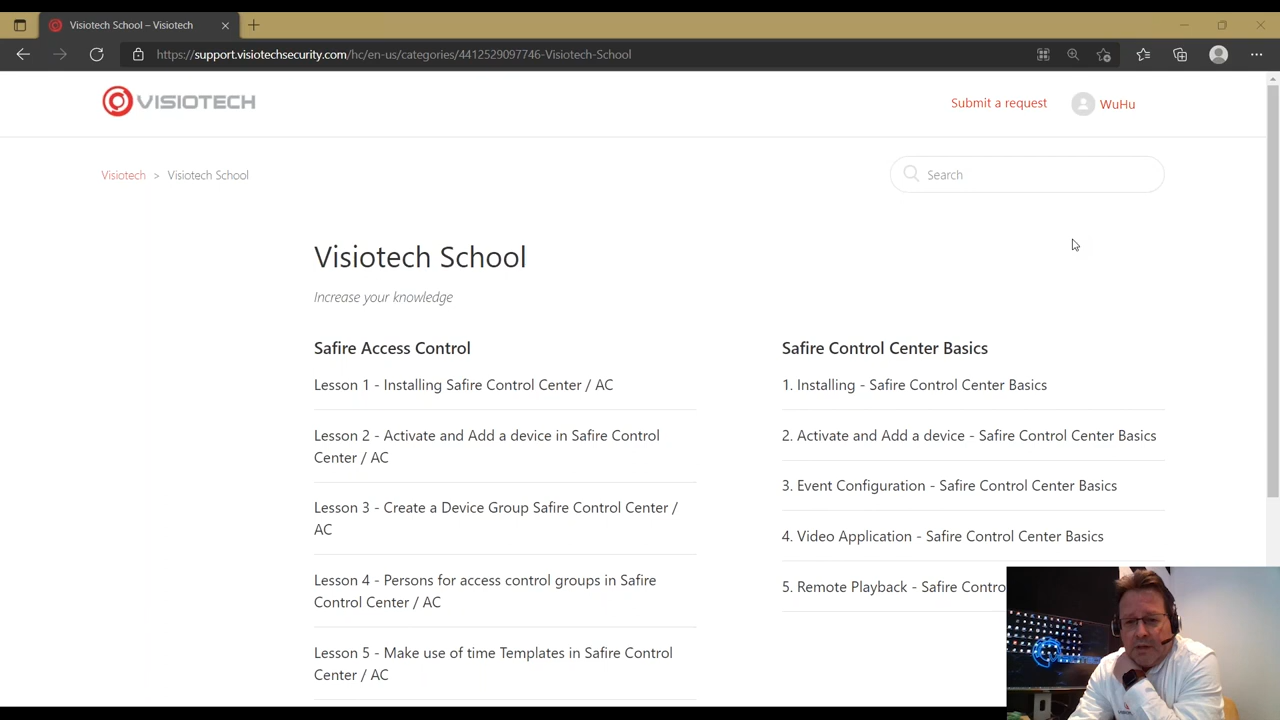 Visiotech School – Visiotech
https://support.visiotechsecurity.com/hc/en-us/categories/4412529097746-Visiotech-School
VISIOTECH
Submit a request
WuHu
Visiotech > Visiotech School
Search
Visiotech School
Increase your knowledge
Safire Access Control
Lesson 1 - Installing Safire Control Center / AC
Lesson 2 - Activate and Add a device in Safire Control
Center / AC
Lesson 3 - Create a Device Group Safire Control Center /
AC
Lesson 4 - Persons for access control groups in Safire
Control Center / AC
Lesson 5 - Make use of time Templates in Safire Control
Center / AC
Safire Control Center Basics
1. Installing - Safire Control Center Basics
2. Activate and Add a device - Safire Control Center Basics
3. Event Configuration - Safire Control Center Basics
4. Video Application - Safire Control Center Basics
5. Remote Playback - Safire Contro